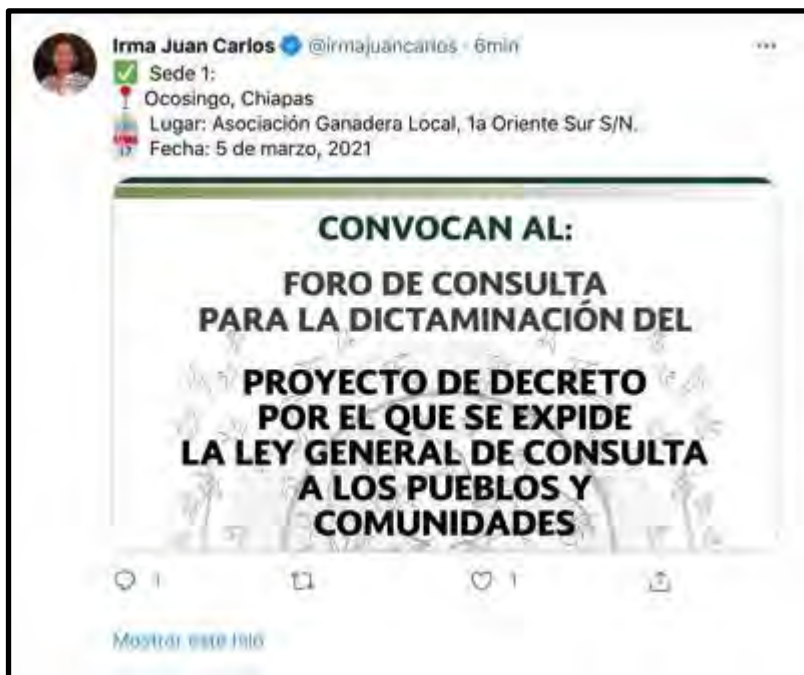 Irma Juan Carlos @irmajuancarlos · 6min
Sede 1:
Ocosingo, Chiapas
Lugar: Asociación Ganadera Local, 1a Oriente Sur S/N.
Fecha: 5 de marzo, 2021
CONVOCAN AL:
FORO DE CONSULTA
PARA LA DICTAMINACIÓN DEL
PROYECTO DE DECRETO
POR EL QUE SE EXPIDE
LA LEY GENERAL DE CONSULTA
A LOS PUEBLOS Y
COMUNIDADES
1 1
Mostrar este hilo